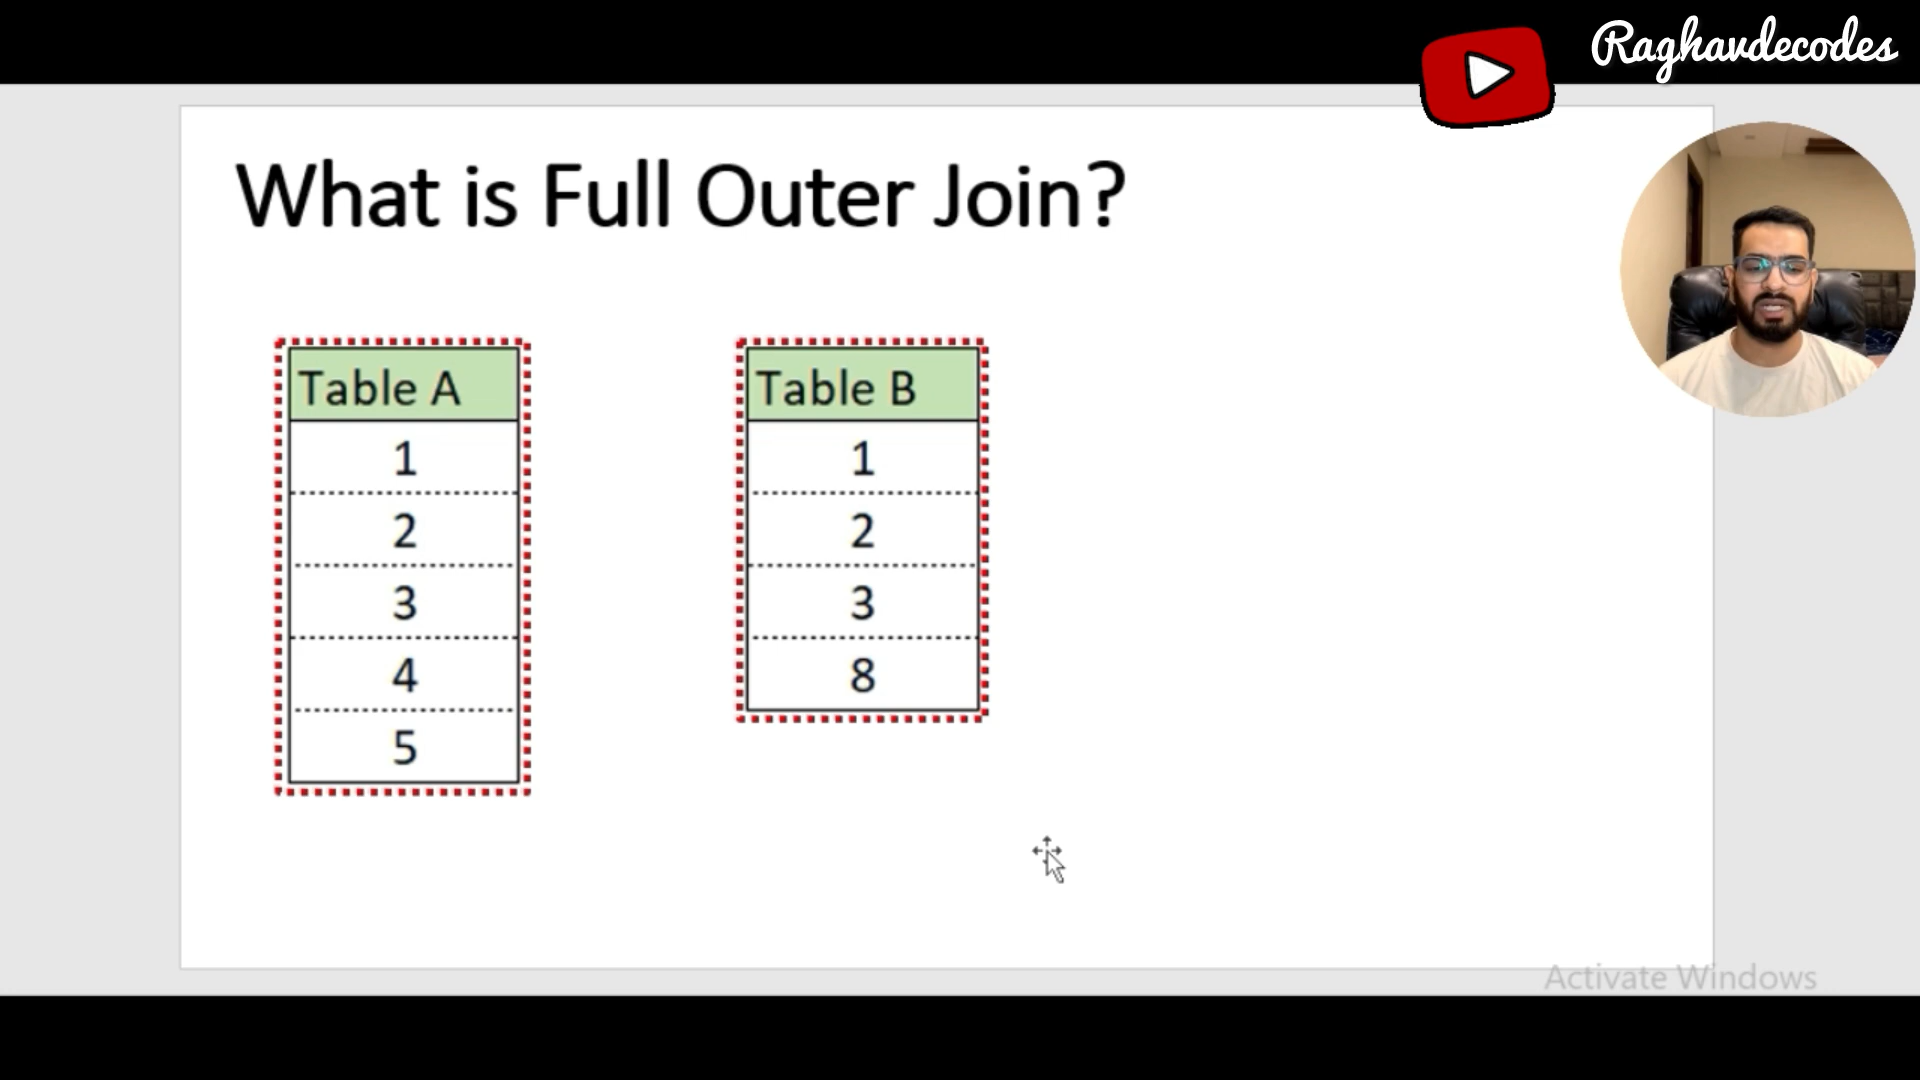 Raghavdecodes
What is Full Outer Join?
Table A
1
2
3
4
5
Table B
1
2
3
8
Activate Windows